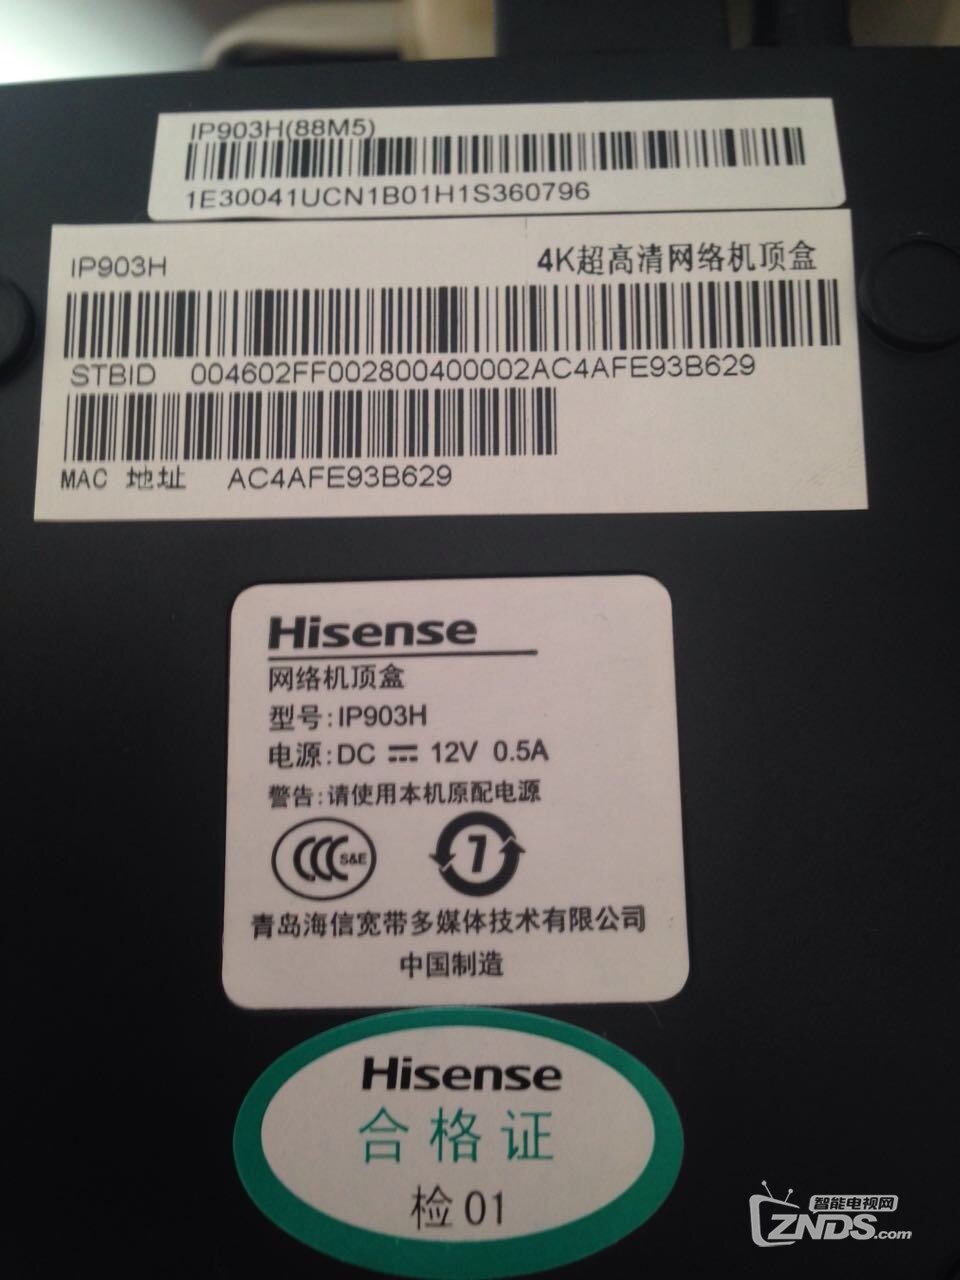 IP903H(88M5)
1E30041UCN1B01H1S360796
IP903H 4K超高清网络机顶盒
STBID 004602FF002800400002AC4AFE93B629
MAC 地址 AC4AFE93B629
Hisense
网络机顶盒
型号:IP903H
电源:DC ⎓ 12V 0.5A
警告:请使用本机原配电源
CCC S&E 7
青岛海信宽带多媒体技术有限公司
中国制造
Hisense
合格证
检01
智能电视网
ZNDS.com